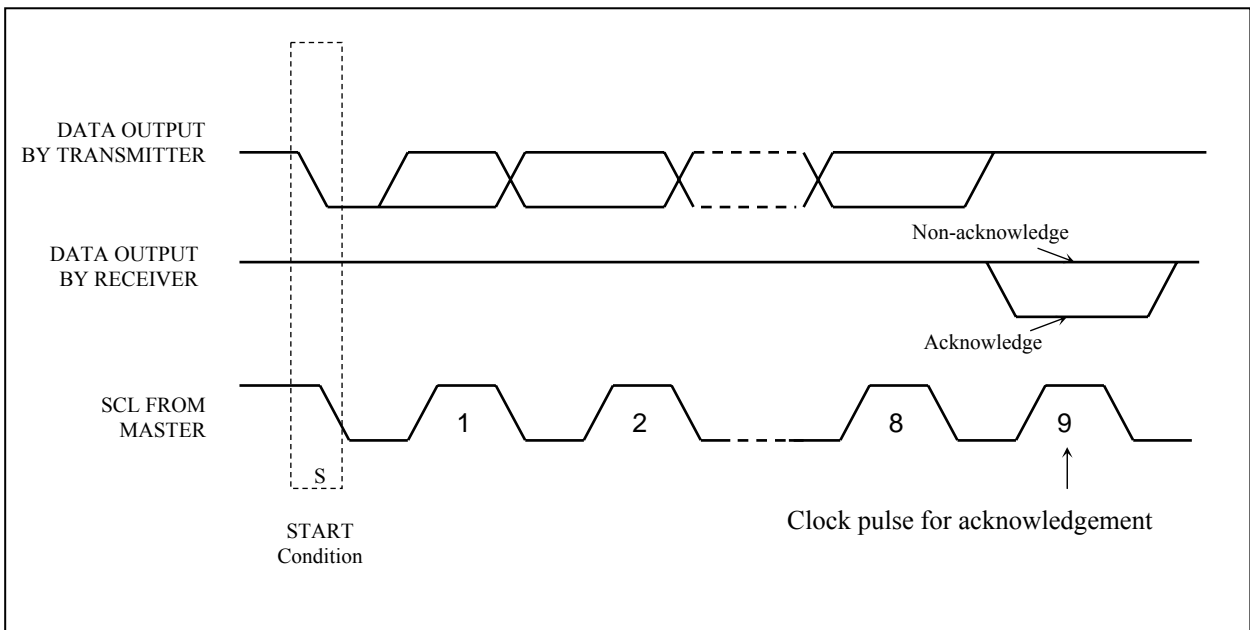 DATA OUTPUT
BY TRANSMITTER
DATA OUTPUT
BY RECEIVER
Non-acknowledge
Acknowledge
SCL FROM
MASTER
1
2
8
9
S
START
Condition
Clock pulse for acknowledgement